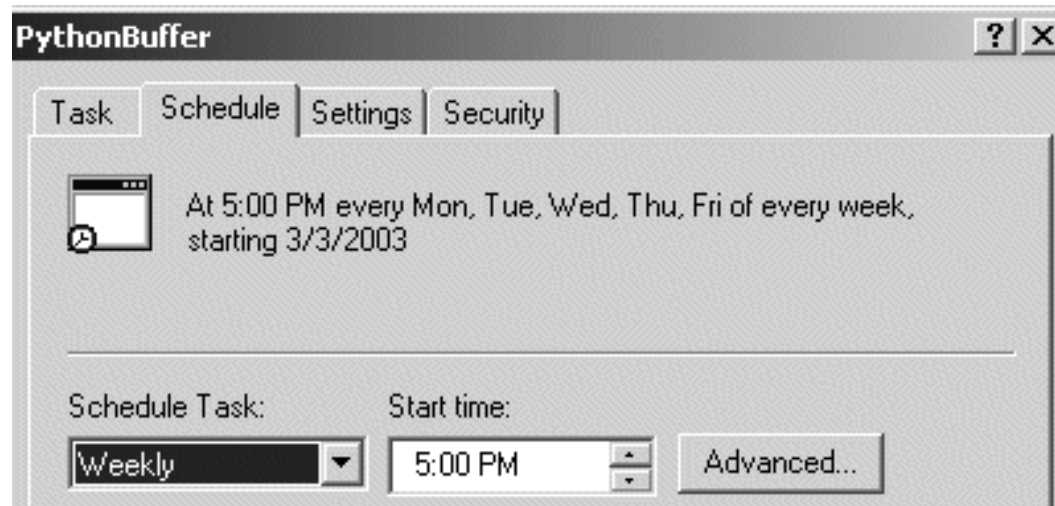 PythonBuffer
Task Schedule Settings Security
At 5:00 PM every Mon, Tue, Wed, Thu, Fri of every week,
starting 3/3/2003
Schedule Task: Start time:
Weekly 5:00 PM Advanced...